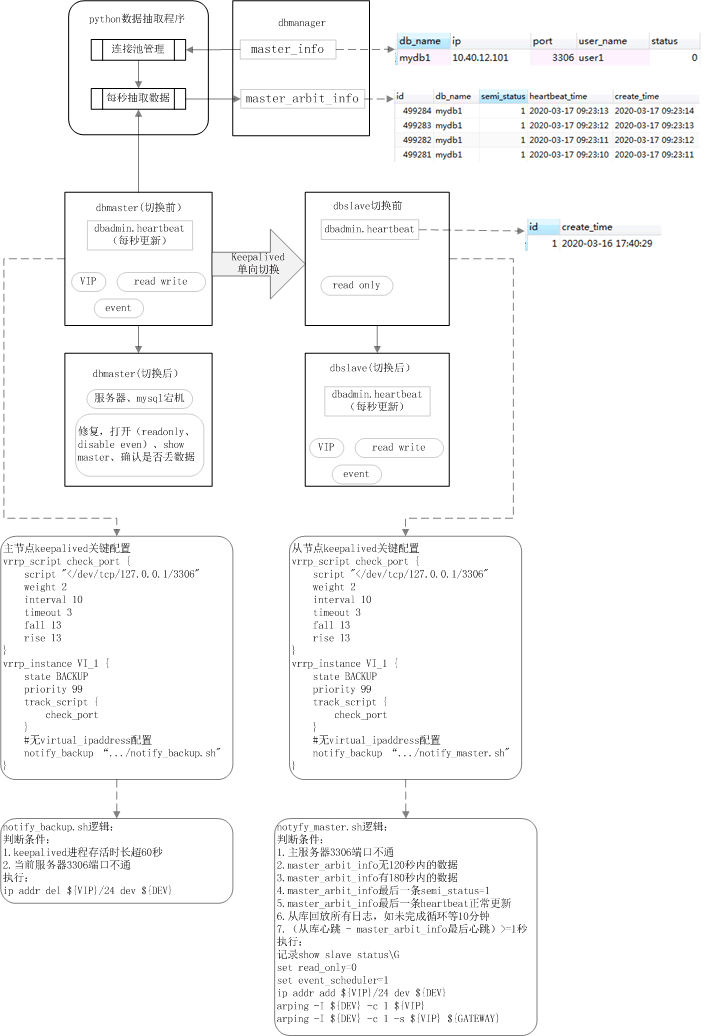 python数据抽取程序
连接池管理
每秒抽取数据
dbmanager
master_info
master_arbit_info
db_name ip port user_name status
mydb1 10.40.12.101 3306 user1 0
id db_name semi_status heartbeat_time create_time
499284 mydb1 1 2020-03-17 09:23:13 2020-03-17 09:23:14
499283 mydb1 1 2020-03-17 09:23:12 2020-03-17 09:23:13
499282 mydb1 1 2020-03-17 09:23:11 2020-03-17 09:23:12
499281 mydb1 1 2020-03-17 09:23:10 2020-03-17 09:23:11
dbmaster(切换前)
dbadmin.heartbeat
(每秒更新)
VIP
read write
event
Keepalived
单向切换
dbslave切换前
dbadmin.heartbeat
read only
id create_time
1 2020-03-16 17:40:29
dbmaster(切换后)
服务器、mysql宕机
修复，打开（readonly、
disable even）、show
master、确认是否丢数据
dbslave(切换后)
dbadmin.heartbeat
(每秒更新)
VIP
read write
event
主节点keepalived关键配置
vrrp_script check_port {
script "</dev/tcp/127.0.0.1/3306"
weight 2
interval 10
timeout 3
fall 13
rise 13
}
vrrp_instance VI_1 {
state BACKUP
priority 99
track_script {
check_port
}
#无virtual_ipaddress配置
notify_backup “.../notify_backup.sh"
}
从节点keepalived关键配置
vrrp_script check_port {
script "</dev/tcp/127.0.0.1/3306"
weight 2
interval 10
timeout 3
fall 13
rise 13
}
vrrp_instance VI_1 {
state BACKUP
priority 99
track_script {
check_port
}
#无virtual_ipaddress配置
notify_backup “.../notify_master.sh"
}
notify_backup.sh逻辑：
判断条件：
1.keepalived进程存活时长超60秒
2.当前服务器3306端口不通
执行：
ip addr del ${VIP}/24 dev ${DEV}
notyfy_master.sh逻辑：
判断条件：
1.主服务器3306端口不通
2.master_arbit_info无120秒内的数据
3.master_arbit_info有180秒内的数据
4.master_arbit_info最后一条semi_status=1
5.master_arbit_info最后一条heartbeat正常更新
6.从库回放所有日志，如未完成循环等10分钟
7.（从库心跳 - master_arbit_info最后心跳）>=1秒
执行：
记录show slave status\G
set read_only=0
set event_scheduler=1
ip addr add ${VIP}/24 dev ${DEV}
arping -I ${DEV} -c 1 ${VIP}
arping -I ${DEV} -c 1 -s ${VIP} ${GATEWAY}